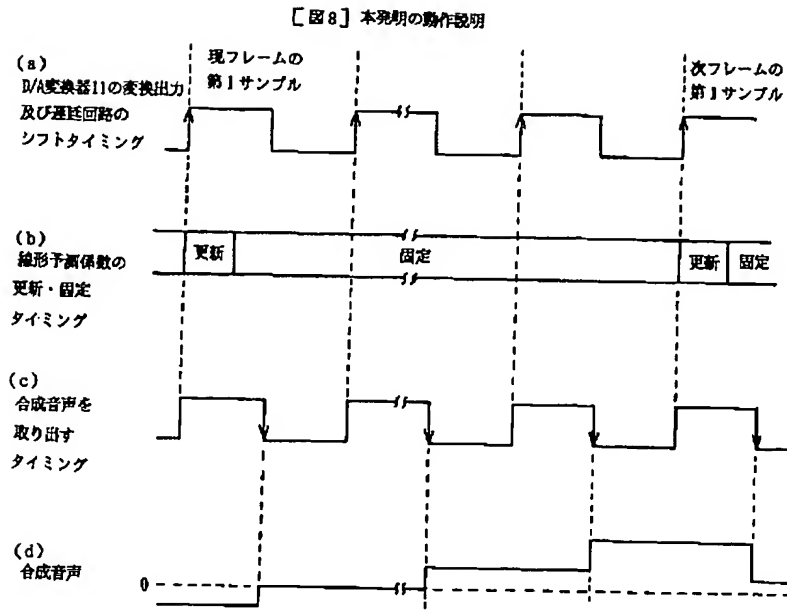 [図8] 本発明の動作説明
(a)
D/A変換器11の変換出力
及び遅延回路の
シフトタイミング
現フレームの
第1サンプル
次フレームの
第1サンプル
(b)
線形予測係数の
更新・固定
タイミング
更新
固定
更新
固定
(c)
合成音声を
取り出す
タイミング
(d)
合成音声
0